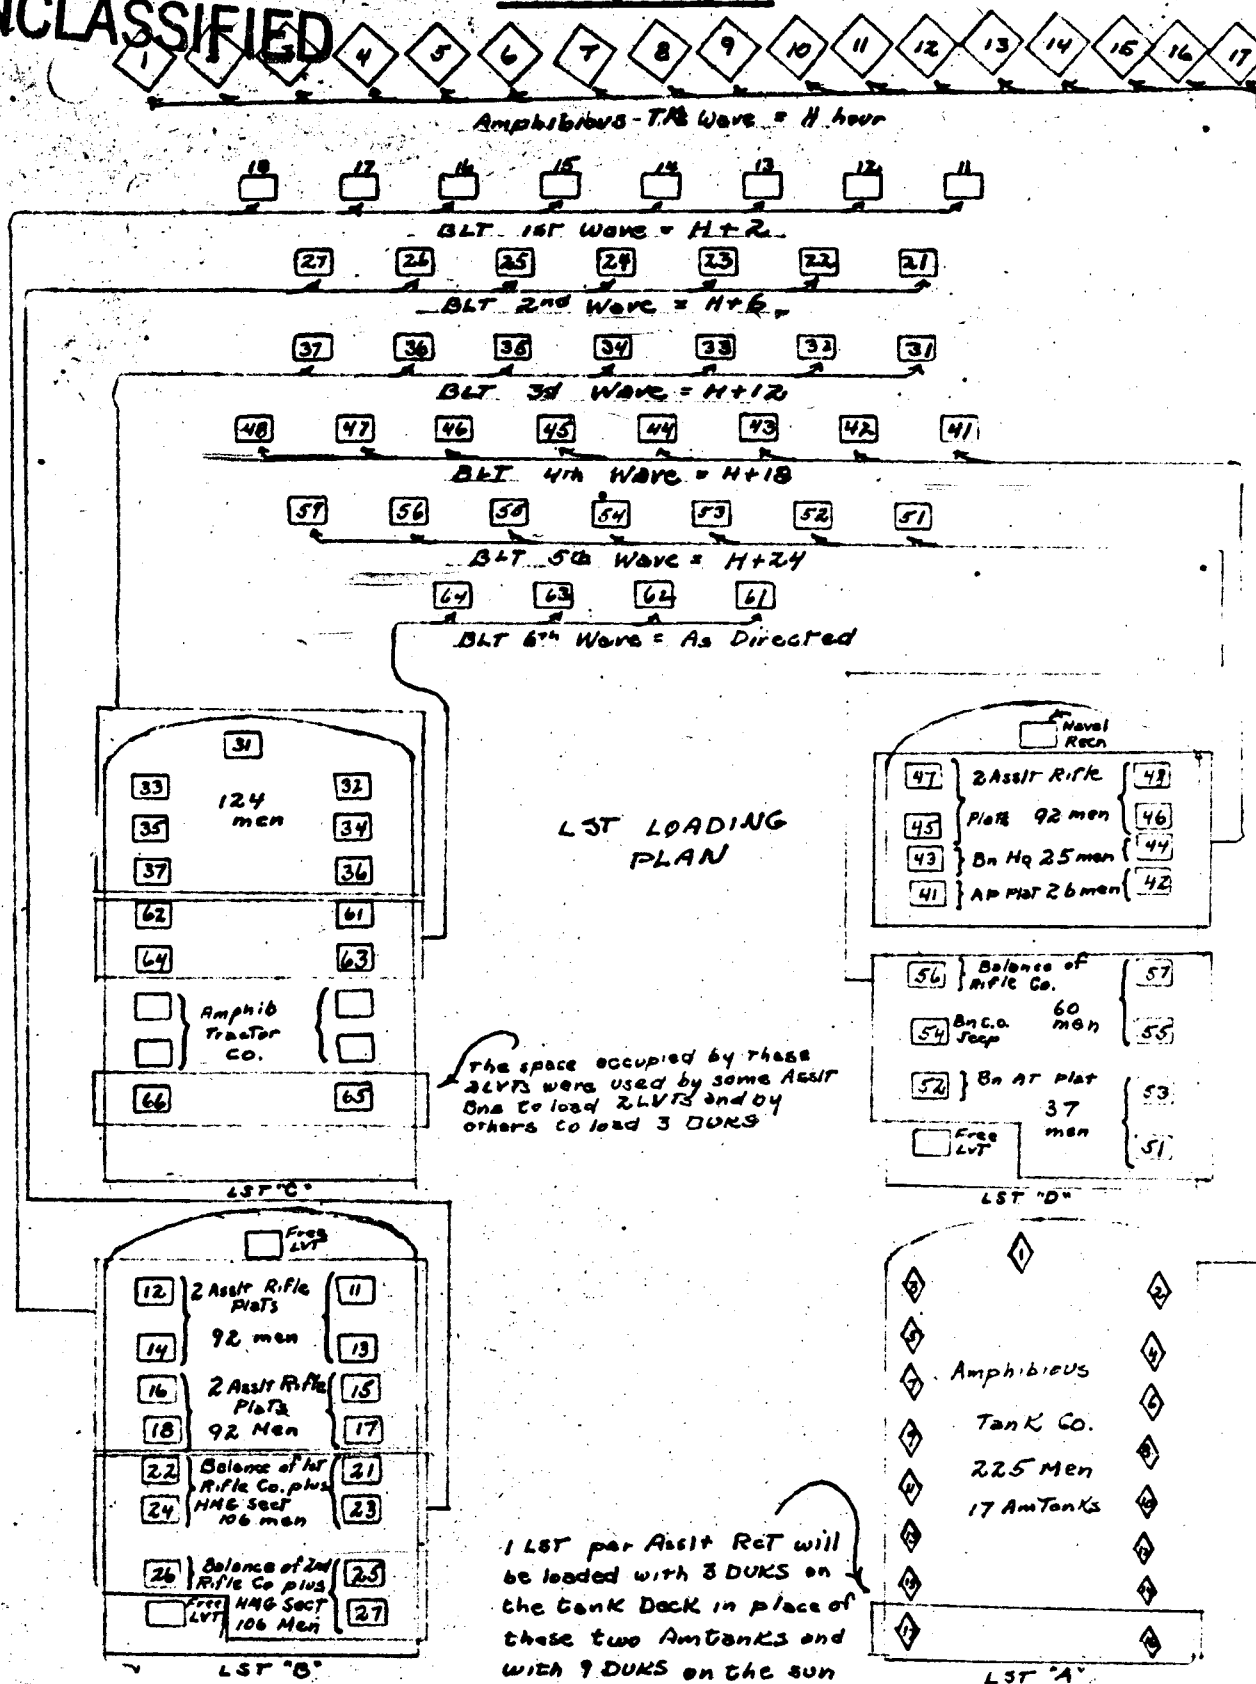 UNCLASSIFIED
1 3 4 5 6 7 8 9 10 11 12 13 14 15 16 17
Amphibious-Tk Wave = H hour
18 17 16 15 14 13 12 11
BLT 1st Wave = H+2
27 26 25 24 23 22 21
BLT 2nd Wave = H+6
37 36 35 34 33 32 31
BLT 3d Wave = H+12
48 47 46 45 44 43 42 41
BLT 4th Wave = H+18
57 56 55 54 53 52 51
BLT 5th Wave = H+24
64 63 62 61
BLT 6th Wave = As Directed
31
33 32
124
men
35 34
37 36
62 61
64 63
Amphib
Tractor
Co.
66 65
LST "C"
LST LOADING
PLAN
The space occupied by these
2LVTs were used by some Asslt
Bns to load 2LVTs and by
others to load 3 DUKS
Naval
Recn
47 2 Asslt Rifle 48
45 Plats 92 men 46
43 Bn Hq 25 men 44
41 AP Plat 26 men 42
56 Balance of 57
Rifle Co.
60
men
54 Bn C.O. 55
Jeep
52 Bn AT Plat 53
37
men
Free
LVT
51
LST "D"
Free
LVT
12 2 Asslt Rifle 11
Plats
14 92 men 13
16 2 Asslt Rifle 15
Plats
18 92 Men 17
22 Balance of 1st 21
Rifle Co. plus
24 HMG Sect 23
106 men
26 Balance of 2nd 25
Rifle Co plus
Free HMG Sect 27
LVT 106 Men
LST "B"
1 LST per Asslt RCT will
be loaded with 3 DUKS on
the tank Deck in place of
these two Amtanks and
with 9 DUKS on the sun
1
3 2
5 4
7 6
9 8
11 10
13 12
15 14
17 16
Amphibious
Tank Co.
225 Men
17 AmTanks
LST "A"